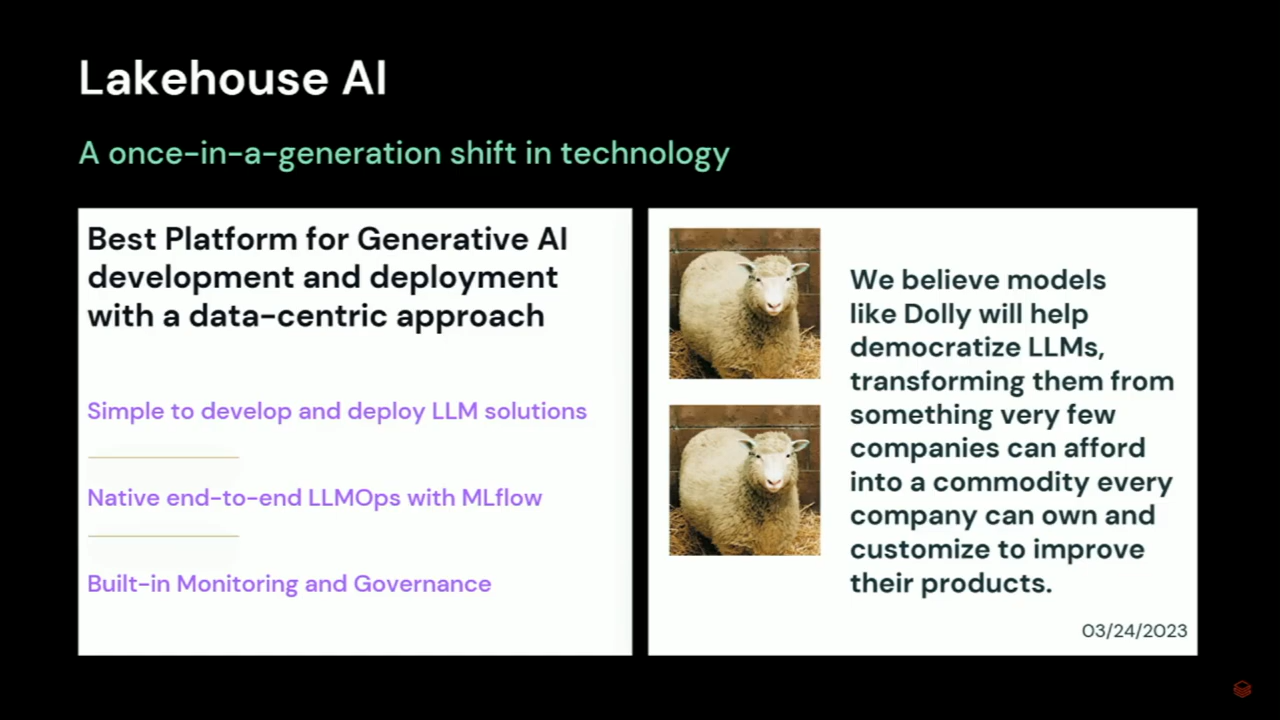 Lakehouse AI
A once-in-a-generation shift in technology
Best Platform for Generative AI
development and deployment
with a data-centric approach
Simple to develop and deploy LLM solutions
Native end-to-end LLMOps with MLflow
Built-in Monitoring and Governance
We believe models
like Dolly will help
democratize LLMs,
transforming them from
something very few
companies can afford
into a commodity every
company can own and
customize to improve
their products.
03/24/2023